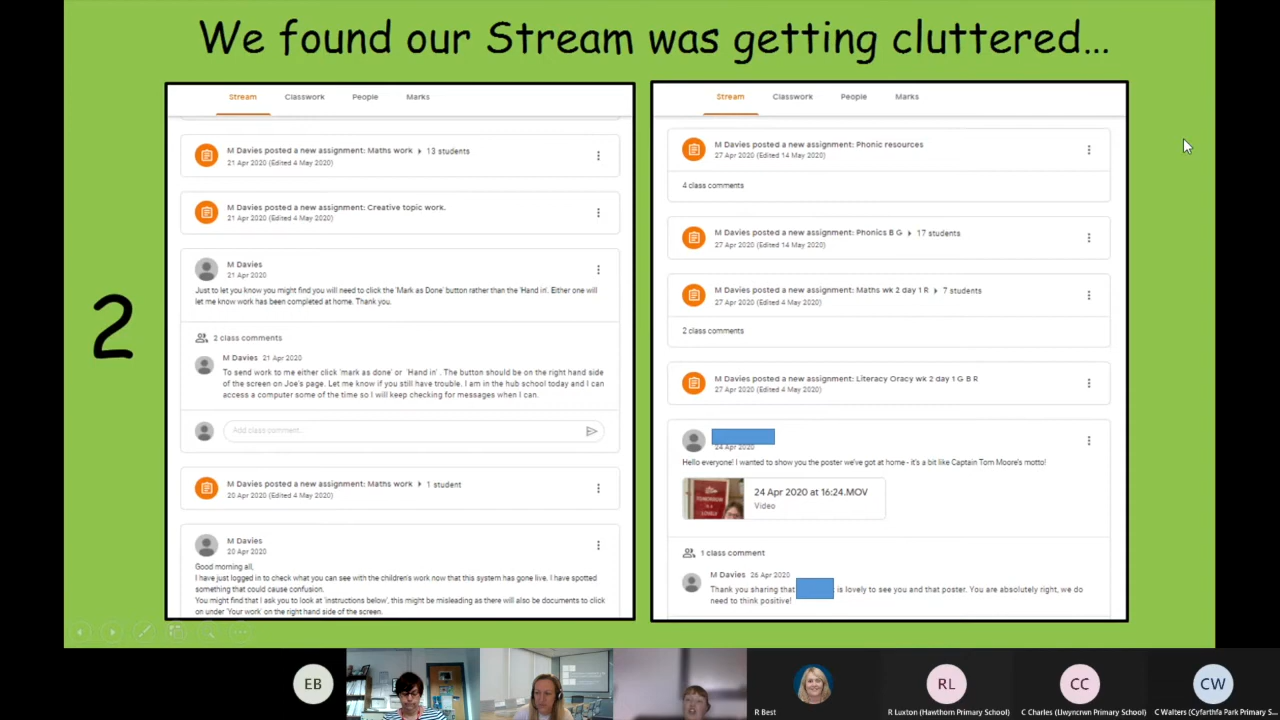 We found our Stream was getting cluttered...
2
Stream Classwork People Marks
M Davies posted a new assignment: Maths work 13 students
21 Apr 2020 (Edited 4 May 2020)
M Davies posted a new assignment: Creative topic work.
21 Apr 2020 (Edited 4 May 2020)
M Davies
21 Apr 2020
Just to let you know you might find you will need to click the 'Mark as Done' button rather than the 'Hand in'. Either one will
let me know work has been completed at home. Thank you.
2 class comments
M Davies 21 Apr 2020
To send work to me either click 'mark as done' or 'Hand in' . The button should be on the right hand side
of the screen on Joe's page. Let me know if you still have trouble. I am in the hub school today and I can
access a computer some of the time so I will keep checking for messages when I can.
Add class comment...
M Davies posted a new assignment: Maths work 1 student
20 Apr 2020 (Edited 4 May 2020)
M Davies
20 Apr 2020
Good morning all,
I have just logged in to check what you can see with the children's work now that this system has gone live. I have spotted
something that could cause confusion.
You might find that I ask you to look at 'instructions below', this might be misleading as there will also be documents to click
on under 'Your work' on the right hand side of the screen.
Stream Classwork People Marks
M Davies posted a new assignment: Phonic resources
27 Apr 2020 (Edited 14 May 2020)
4 class comments
M Davies posted a new assignment: Phonics B G 17 students
27 Apr 2020 (Edited 14 May 2020)
M Davies posted a new assignment: Maths wk 2 day 1 R 7 students
27 Apr 2020 (Edited 4 May 2020)
2 class comments
M Davies posted a new assignment: Literacy Oracy wk 2 day 1 G B R
27 Apr 2020 (Edited 4 May 2020)
24 Apr 2020
Hello everyone! I wanted to show you the poster we've got at home - it's a bit like Captain Tom Moore's motto!
TOMORROW
LOVELY
24 Apr 2020 at 16:24.MOV
Video
1 class comment
M Davies 26 Apr 2020
Thank you sharing that is lovely to see you and that poster. You are absolutely right, we do
need to think positive!
EB
R Best
RL
R Luxton (Hawthorn Primary School)
CC
C Charles (Llwyncrwn Primary School)
CW
C Walters (Cyfarthfa Park Primary S...